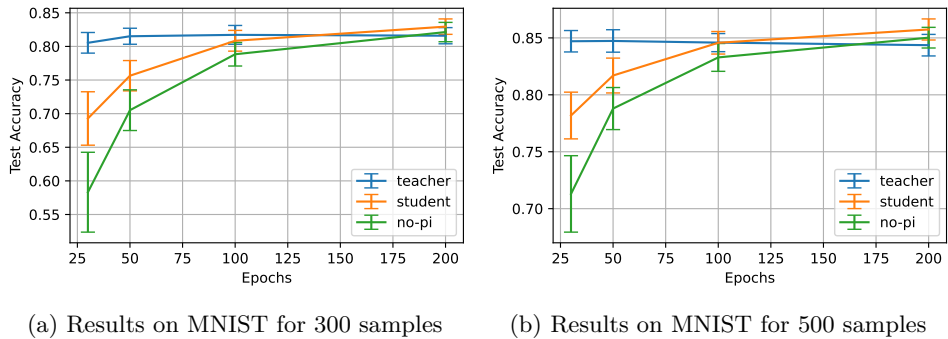 0.85
0.80
0.75
0.70
0.65
0.60
0.55
Test Accuracy
25 50 75 100 125 150 175 200
Epochs
teacher
student
no-pi
(a) Results on MNIST for 300 samples
0.85
0.80
0.75
0.70
Test Accuracy
25 50 75 100 125 150 175 200
Epochs
teacher
student
no-pi
(b) Results on MNIST for 500 samples